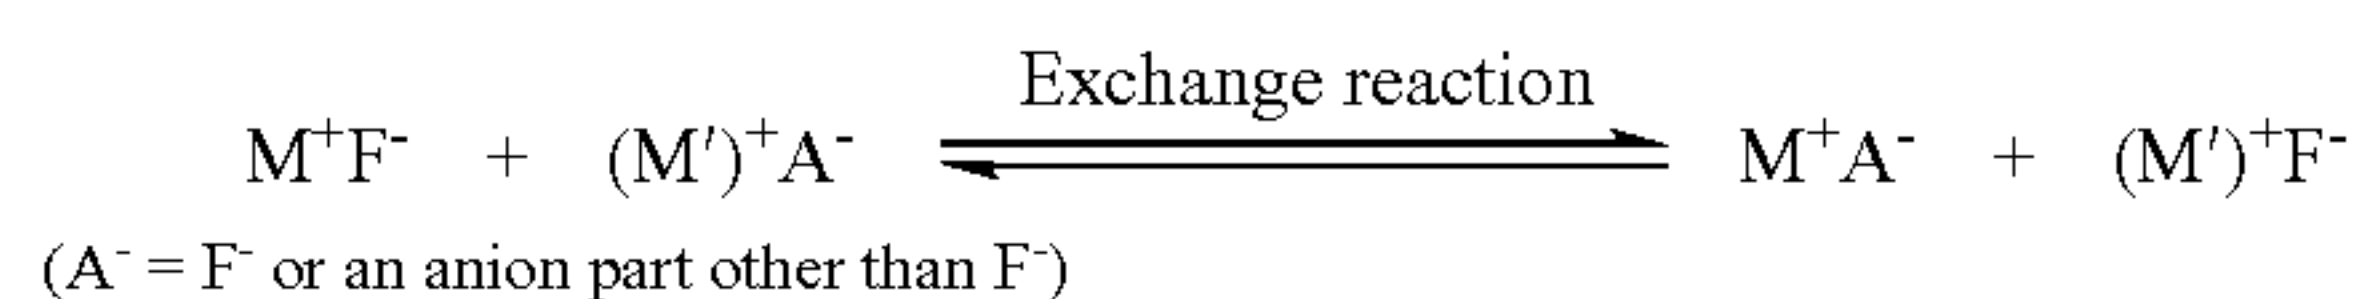 Exchange reaction
M⁺F⁻ + (M′)⁺A⁻ ⇌ M⁺A⁻ + (M′)⁺F⁻
(A⁻ = F⁻ or an anion part other than F⁻)